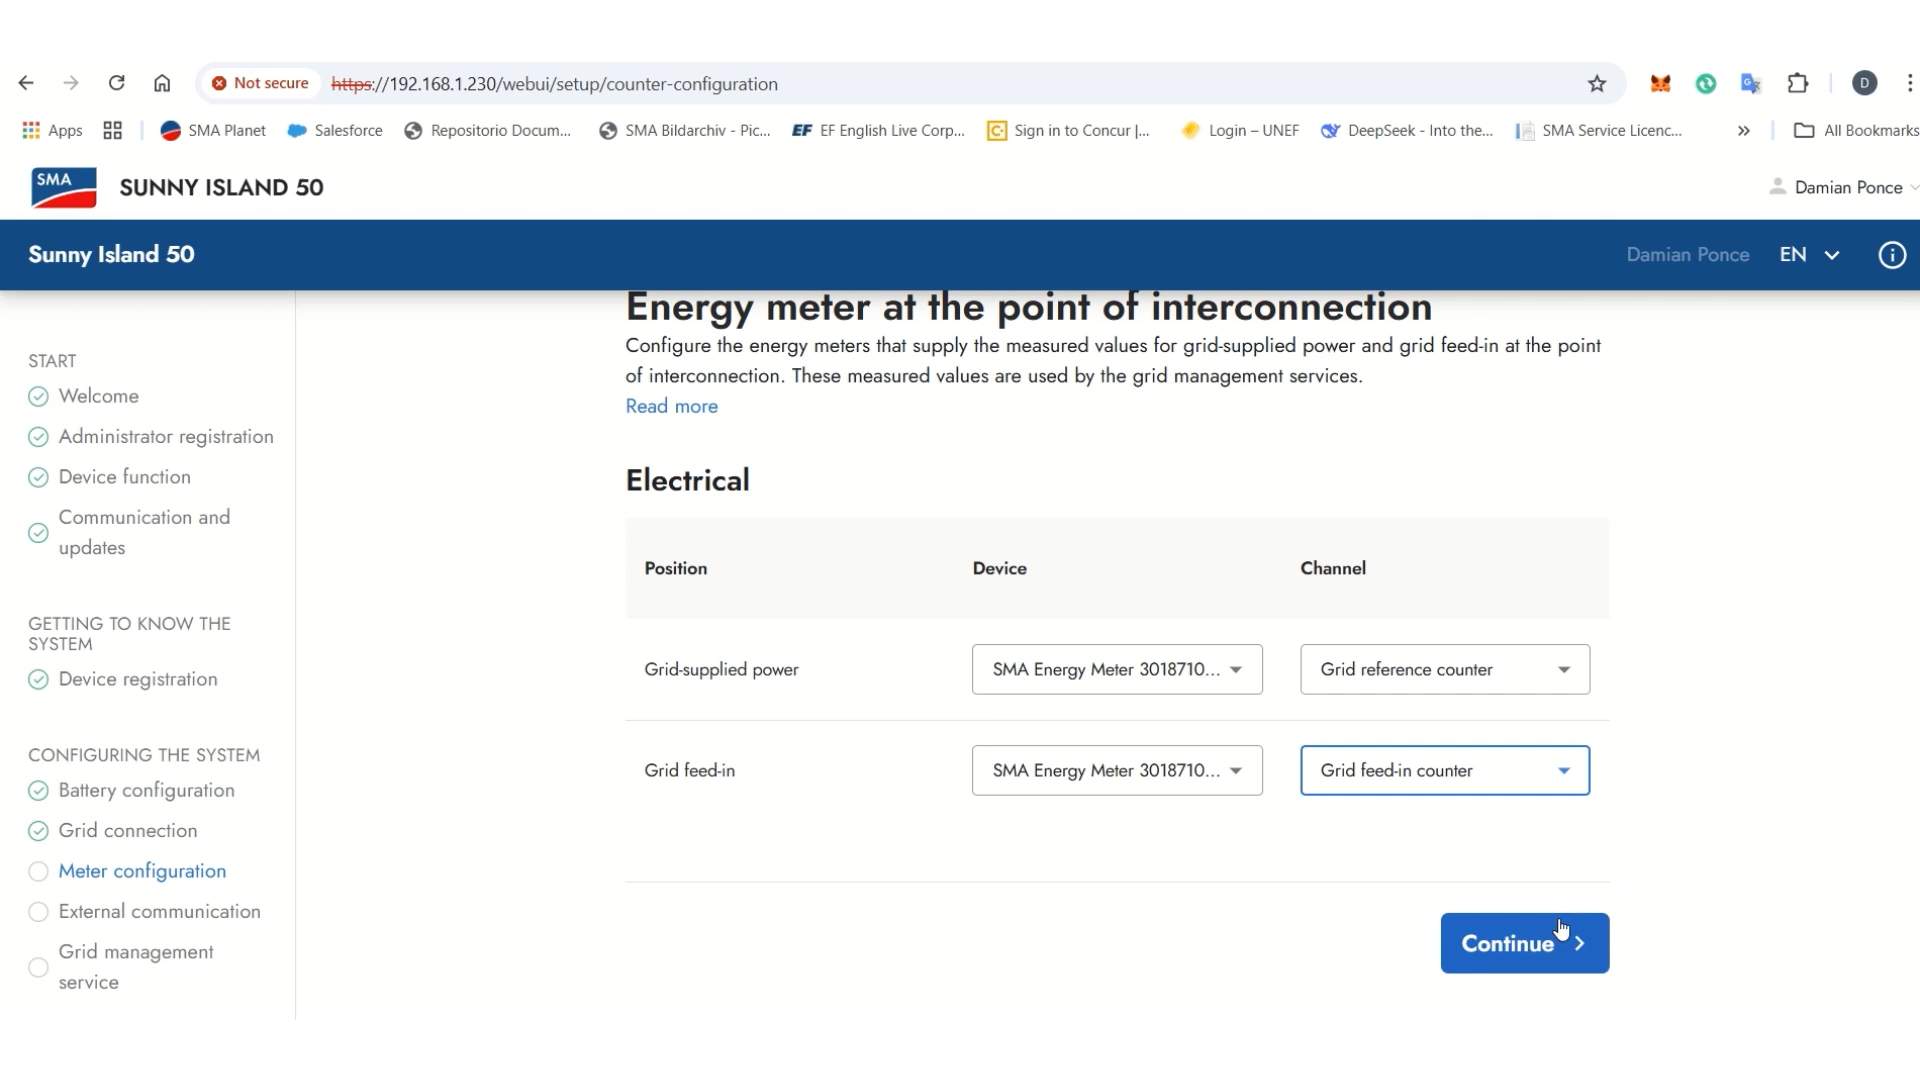 Not secure https://192.168.1.230/webui/setup/counter-configuration D
Apps SMA Planet Salesforce Repositorio Docum... SMA Bildarchiv - Pic... EF EF English Live Corp... C Sign in to Concur |... Login – UNEF DeepSeek - Into the... SMA Service Licenc... » All Bookmarks
SMA SUNNY ISLAND 50 Damian Ponce
Sunny Island 50 Damian Ponce EN
Energy meter at the point of interconnection
Configure the energy meters that supply the measured values for grid-supplied power and grid feed-in at the point
of interconnection. These measured values are used by the grid management services.
Read more
START
Welcome
Administrator registration
Device function
Communication and
updates
GETTING TO KNOW THE
SYSTEM
Device registration
CONFIGURING THE SYSTEM
Battery configuration
Grid connection
Meter configuration
External communication
Grid management
service
Electrical
Position Device Channel
Grid-supplied power SMA Energy Meter 3018710... Grid reference counter
Grid feed-in SMA Energy Meter 3018710... Grid feed-in counter
Continue